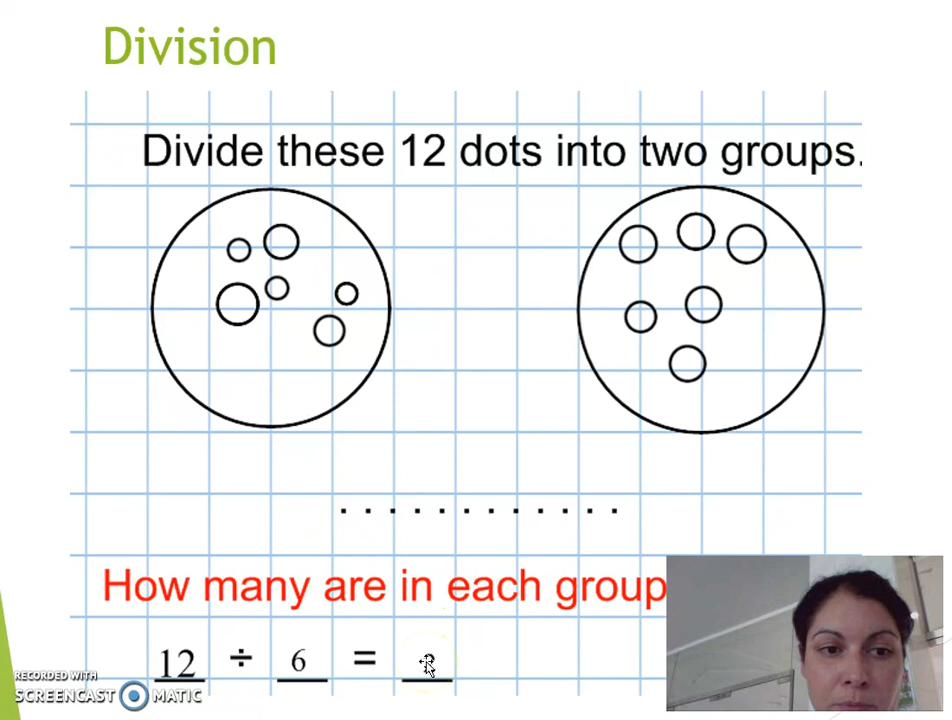 Division
Divide these 12 dots into two groups.
How many are in each group
12 ÷ 6 =
RECORDED WITH
SCREENCAST MATIC